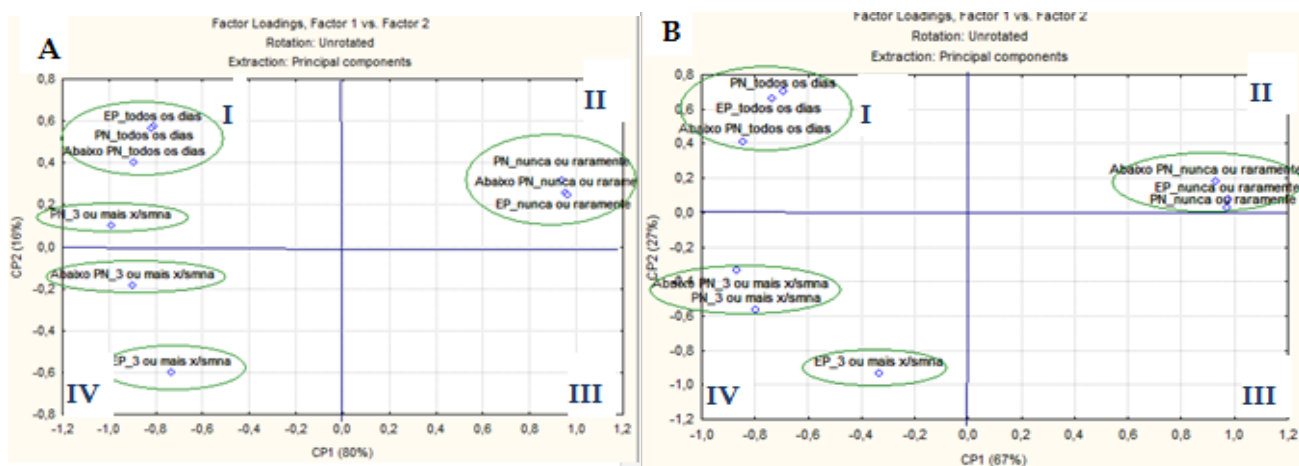 A
Factor Loadings, Factor 1 vs. Factor 2
Rotation: Unrotated
Extraction: Principal components
I
II
III
IV
EP_todos os dias
PN_todos os dias
Abaixo PN_todos os dias
PN_nunca ou raramente
Abaixo PN_nunca ou rarame
EP_nunca ou raramente
PN_3 ou mais x/smna
Abaixo PN_3 ou mais x/smna
EP_3 ou mais x/smna
0,8
0,6
0,4
0,2
0,0
-0,2
-0,4
-0,6
-0,8
CP2 (16%)
-1,2 -1,0 -0,8 -0,6 -0,4 -0,2 0,0 0,2 0,4 0,6 0,8 1,0 1,2
CP1 (80%)
B
Factor Loadings, Factor 1 vs. Factor 2
Rotation: Unrotated
Extraction: Principal components
I
II
III
IV
PN_todos os dias
EP_todos os dias
Abaixo PN_todos os dias
Abaixo PN_nunca ou raramente
EP_nunca ou raramente
PN_nunca ou raramente
Abaixo PN_3 ou mais x/smna
PN_3 ou mais x/smna
EP_3 ou mais x/smna
0,8
0,6
0,4
0,2
0,0
-0,2
-0,4
-0,6
-0,8
-1,0
-1,2
CP2 (27%)
-1,0 -0,8 -0,6 -0,4 -0,2 0,0 0,2 0,4 0,6 0,8 1,0 1,2
CP1 (67%)